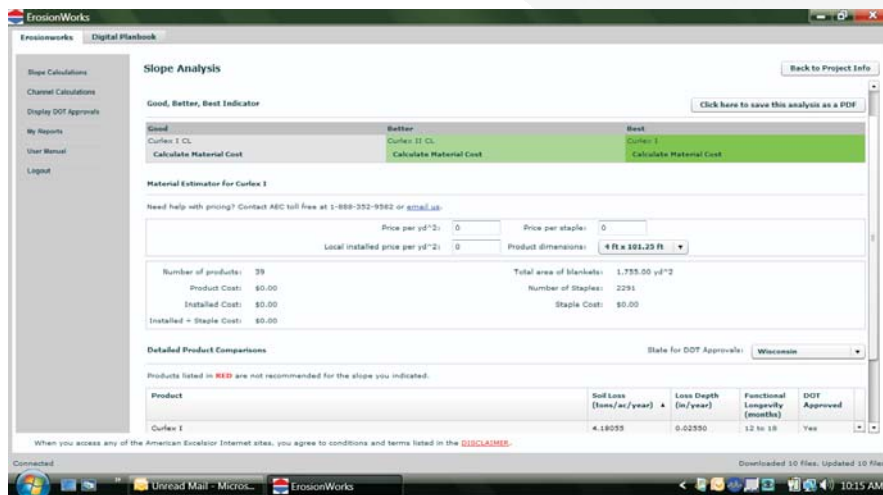 ErosionWorks
Erosionworks Digital Planbook
Slope Calculations
Channel Calculations
Display DOT Approvals
My Reports
User Manual
Logout
Slope Analysis
Back to Project Info
Good, Better, Best Indicator
Click here to save this analysis as a PDF
Good Better Best
Curlex I CL Curlex II CL Curlex I
Calculate Material Cost Calculate Material Cost Calculate Material Cost
Material Estimator for Curlex I
Need help with pricing? Contact AEC toll free at 1-888-352-9582 or email us.
Price per yd^2: 0 Price per staple: 0
Local installed price per yd^2: 0 Product dimensions: 4 ft x 101.25 ft
Number of products: 39 Total area of blankets: 1,755.00 yd^2
Product Cost: $0.00 Number of Staples: 2291
Installed Cost: $0.00 Staple Cost: $0.00
Installed + Staple Cost: $0.00
Detailed Product Comparisons State for DOT Approvals: Wisconsin
Products listed in RED are not recommended for the slope you indicated.
Product Soil Loss (tons/ac/year) Loss Depth (in/year) Functional Longevity (months) DOT Approved
Curlex I 4.18055 0.02550 12 to 18 Yes
When you access any of the American Excelsior Internet sites, you agree to conditions and terms listed in the DISCLAIMER.
Connected Downloaded 10 files. Updated 10 file
Unread Mail - Micros... ErosionWorks 10:15 AM